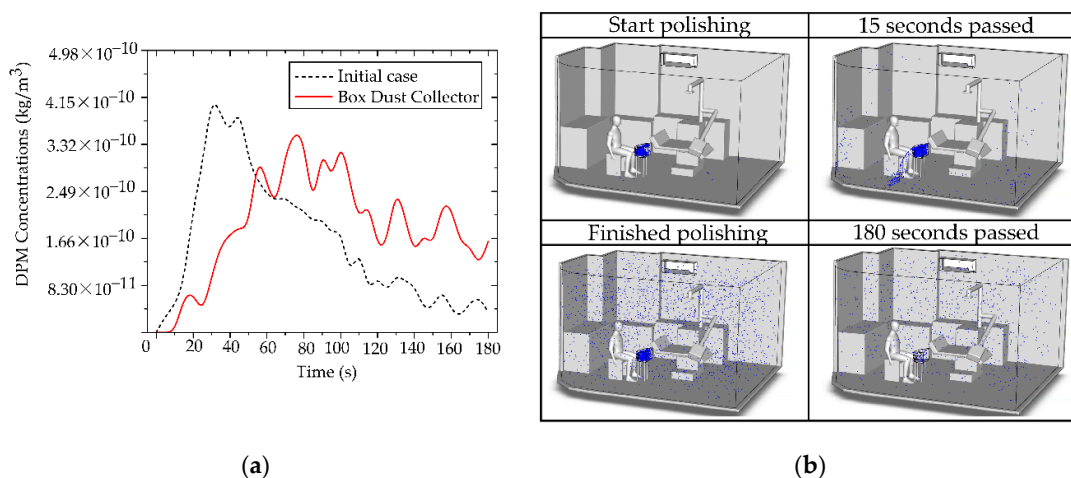 4.98×10⁻¹⁰
4.15×10⁻¹⁰
3.32×10⁻¹⁰
2.49×10⁻¹⁰
1.66×10⁻¹⁰
8.30×10⁻¹¹
DPM Concentrations (kg/m³)
Initial case
Box Dust Collector
0 20 40 60 80 100 120 140 160 180
Time (s)
(a)
Start polishing
15 seconds passed
Finished polishing
180 seconds passed
(b)